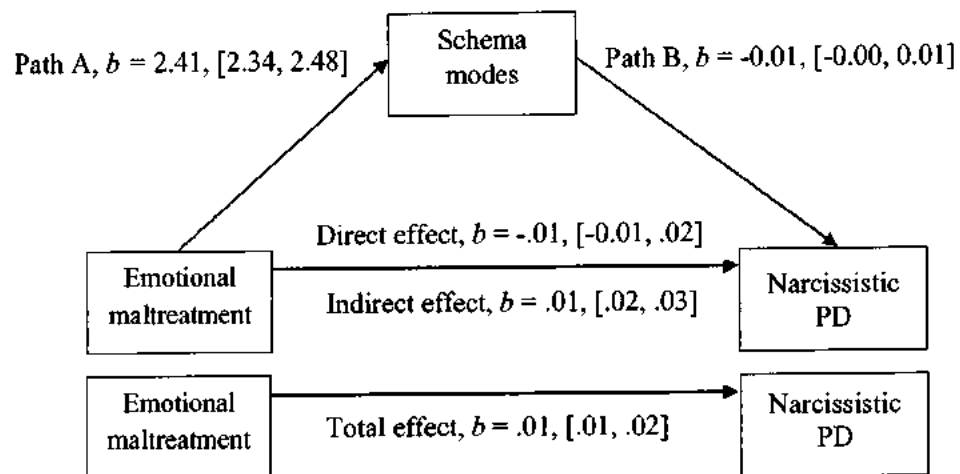 Schema
modes
Path A, b = 2.41, [2.34, 2.48]
Path B, b = -0.01, [-0.00, 0.01]
Direct effect, b = -.01, [-0.01, .02]
Emotional
maltreatment
Indirect effect, b = .01, [.02, .03]
Narcissistic
PD
Emotional
maltreatment
Total effect, b = .01, [.01, .02]
Narcissistic
PD